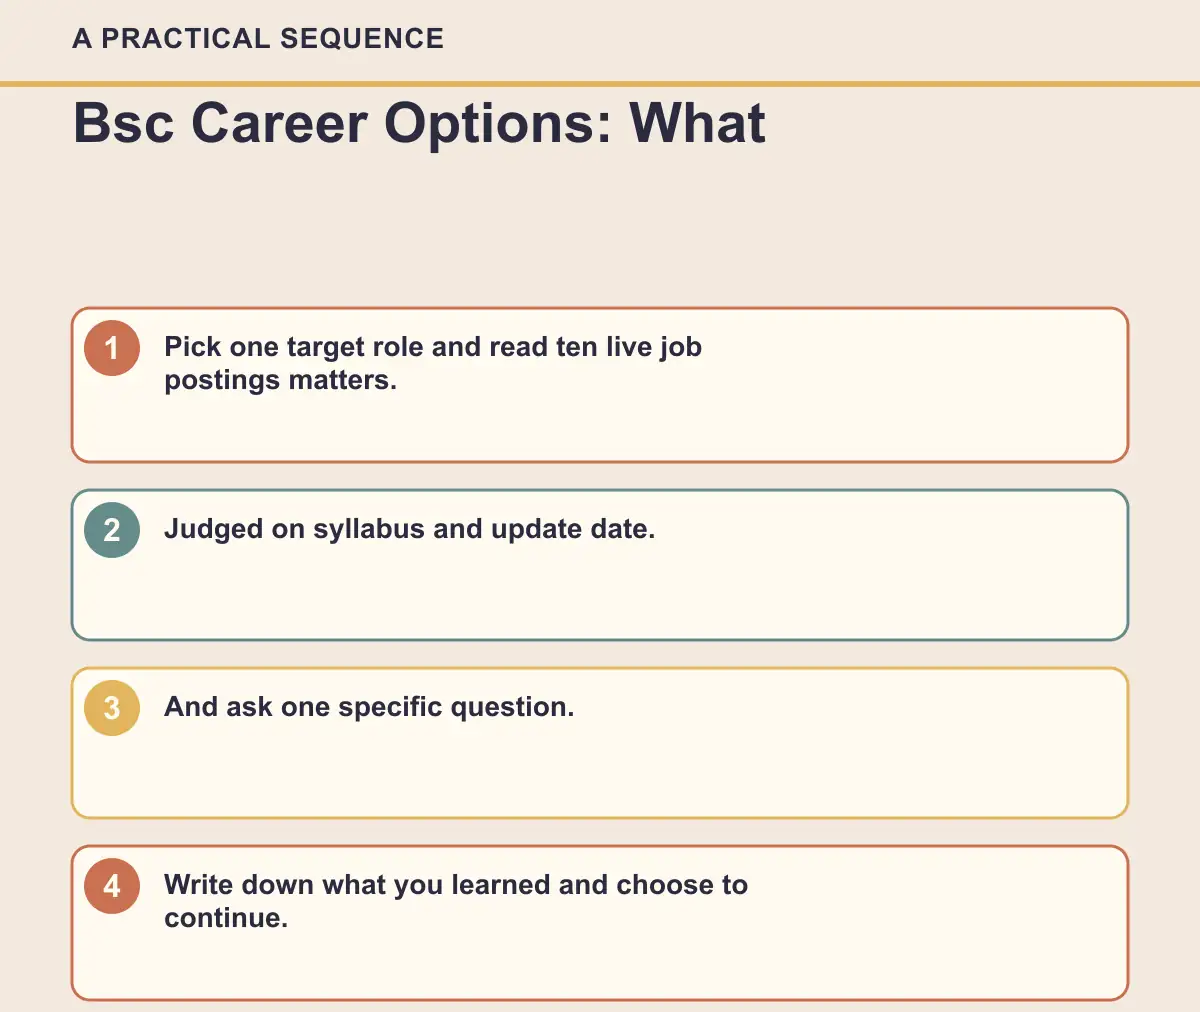 A PRACTICAL SEQUENCE
Bsc Career Options: What
1
Pick one target role and read ten live job
postings matters.
2
Judged on syllabus and update date.
3
And ask one specific question.
4
Write down what you learned and choose to
continue.